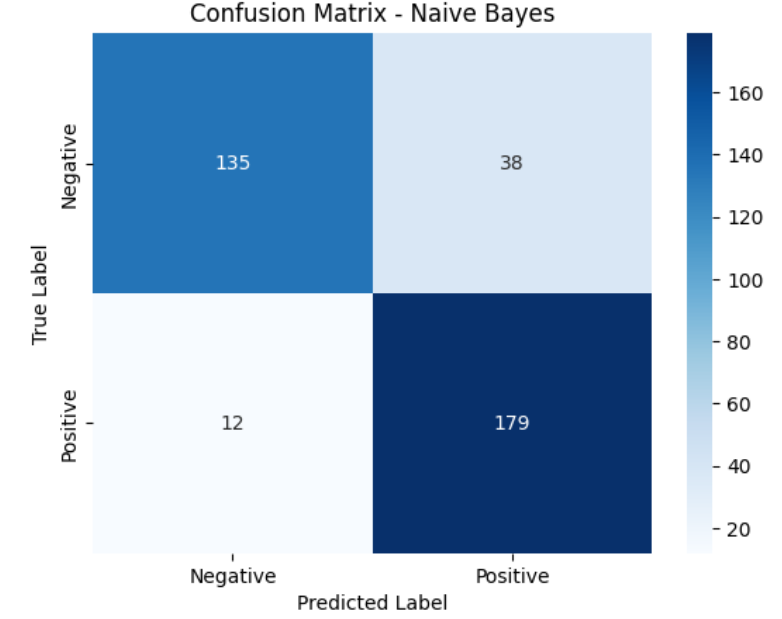 Confusion Matrix - Naive Bayes
True Label
Negative
Positive
135
38
12
179
Negative
Positive
Predicted Label
160
140
120
100
80
60
40
20